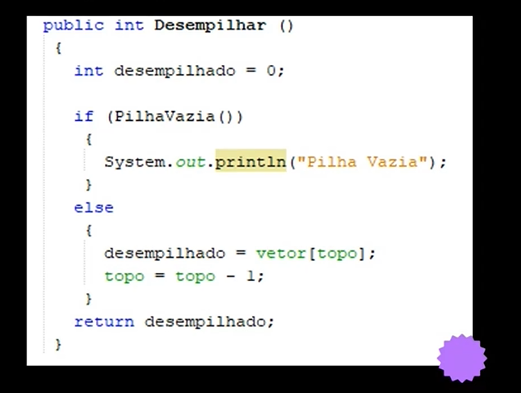 public int Desempilhar ()
{
int desempilhado = 0;
if (PilhaVazia())
{
System.out.println("Pilha Vazia");
}
else
{
desempilhado = vetor[topo];
topo = topo - 1;
}
return desempilhado;
}